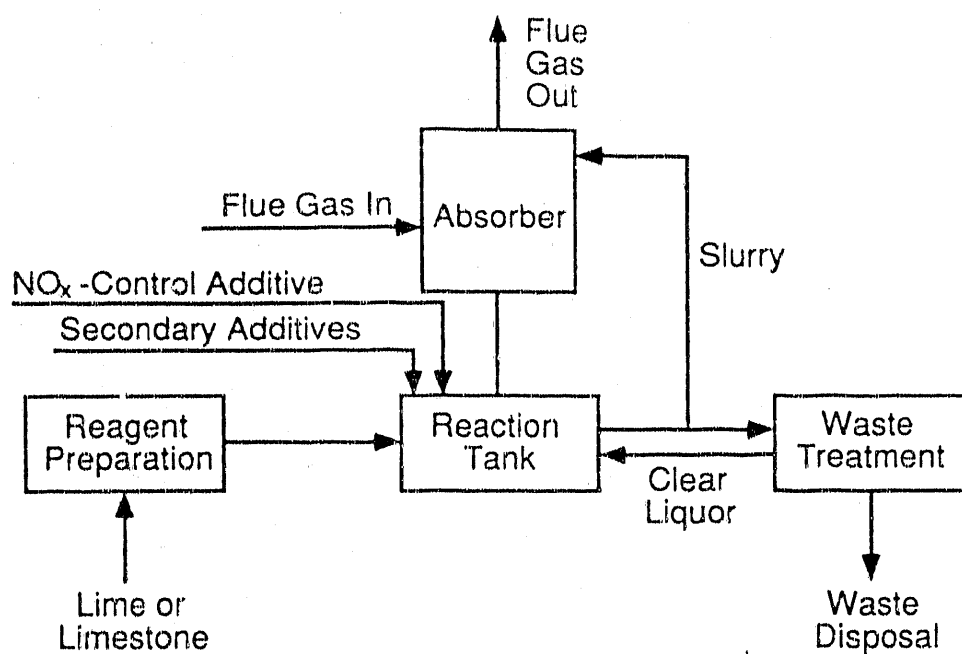 Flue
Gas
Out
Flue Gas In
Absorber
Slurry
NOx -Control Additive
Secondary Additives
Reagent
Preparation
Reaction
Tank
Waste
Treatment
Clear
Liquor
Lime or
Limestone
Waste
Disposal